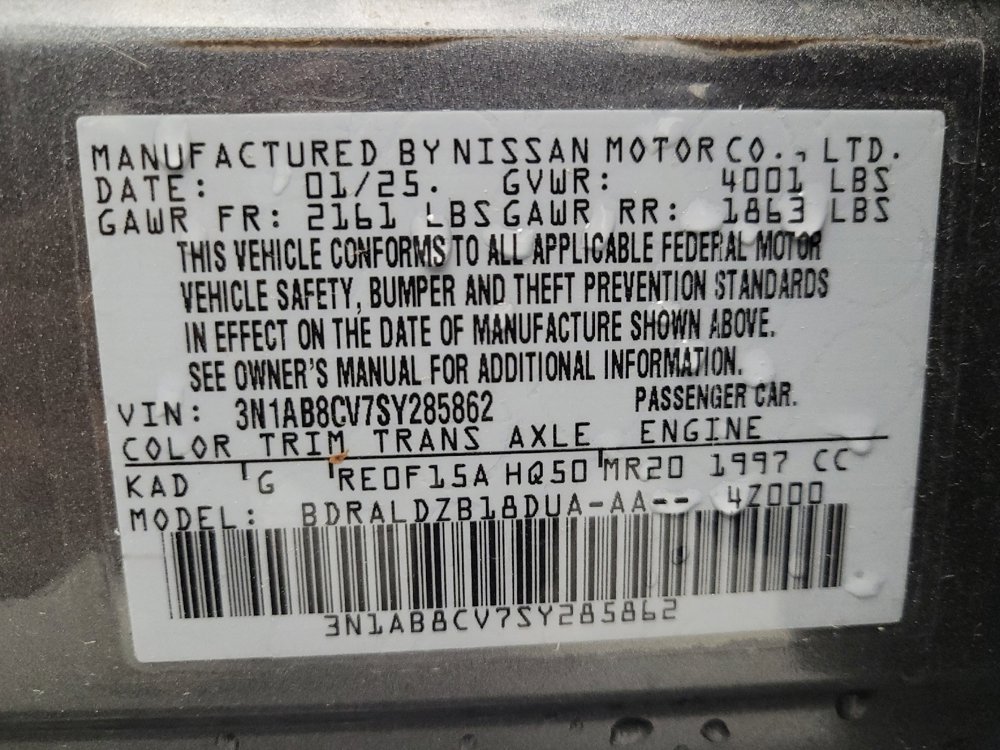 MANUFACTURED BY NISSAN MOTOR CO., LTD.
DATE: 01/25. GVWR: 4001 LBS
GAWR FR: 2161 LBS GAWR RR: 1863 LBS
THIS VEHICLE CONFORMS TO ALL APPLICABLE FEDERAL MOTOR
VEHICLE SAFETY, BUMPER AND THEFT PREVENTION STANDARDS
IN EFFECT ON THE DATE OF MANUFACTURE SHOWN ABOVE.
SEE OWNER'S MANUAL FOR ADDITIONAL INFORMATION.
VIN: 3N1AB8CV7SY285862 PASSENGER CAR.
COLOR TRIM TRANS AXLE ENGINE
KAD G RE0F15A HQ50 MR20 1997 CC
MODEL: BDRALDZB18DUA-AA-- 4Z000
3N1AB8CV7SY285862